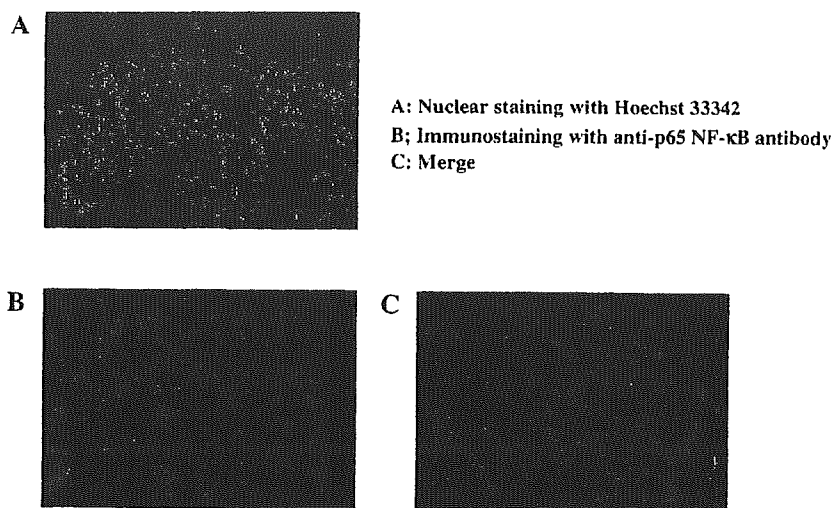 A
A: Nuclear staining with Hoechst 33342
B; Immunostaining with anti-p65 NF-κB antibody
C: Merge
B
C